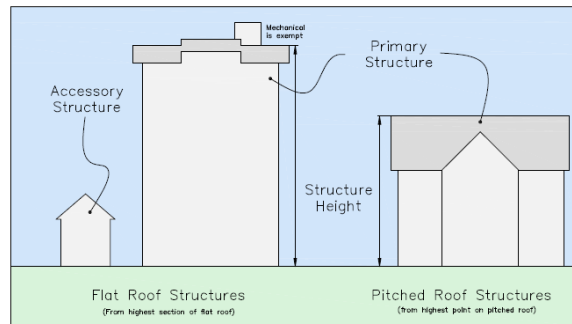 Mechanical
is exempt
Primary
Structure
Accessory
Structure
Structure
Height
Flat Roof Structures
(From highest section of flat roof)
Pitched Roof Structures
(from highest point on pitched roof)